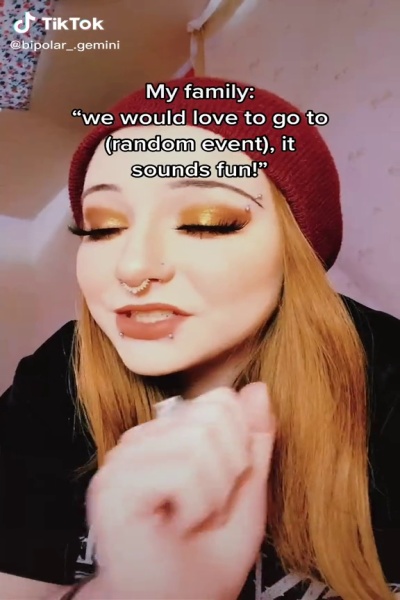 TikTok
@bipolar_.gemini
My family:
“we would love to go to
(random event), it
sounds fun!”